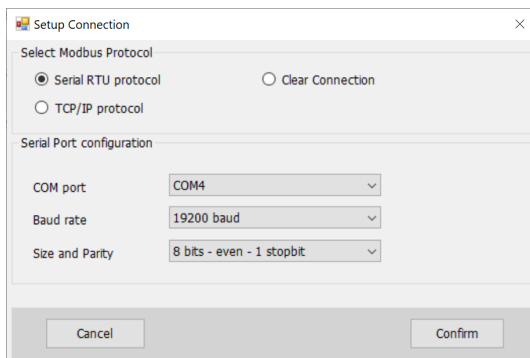 Setup Connection
Select Modbus Protocol
Serial RTU protocol
Clear Connection
TCP/IP protocol
Serial Port configuration
COM port
COM4
Baud rate
19200 baud
Size and Parity
8 bits - even - 1 stopbit
Cancel
Confirm